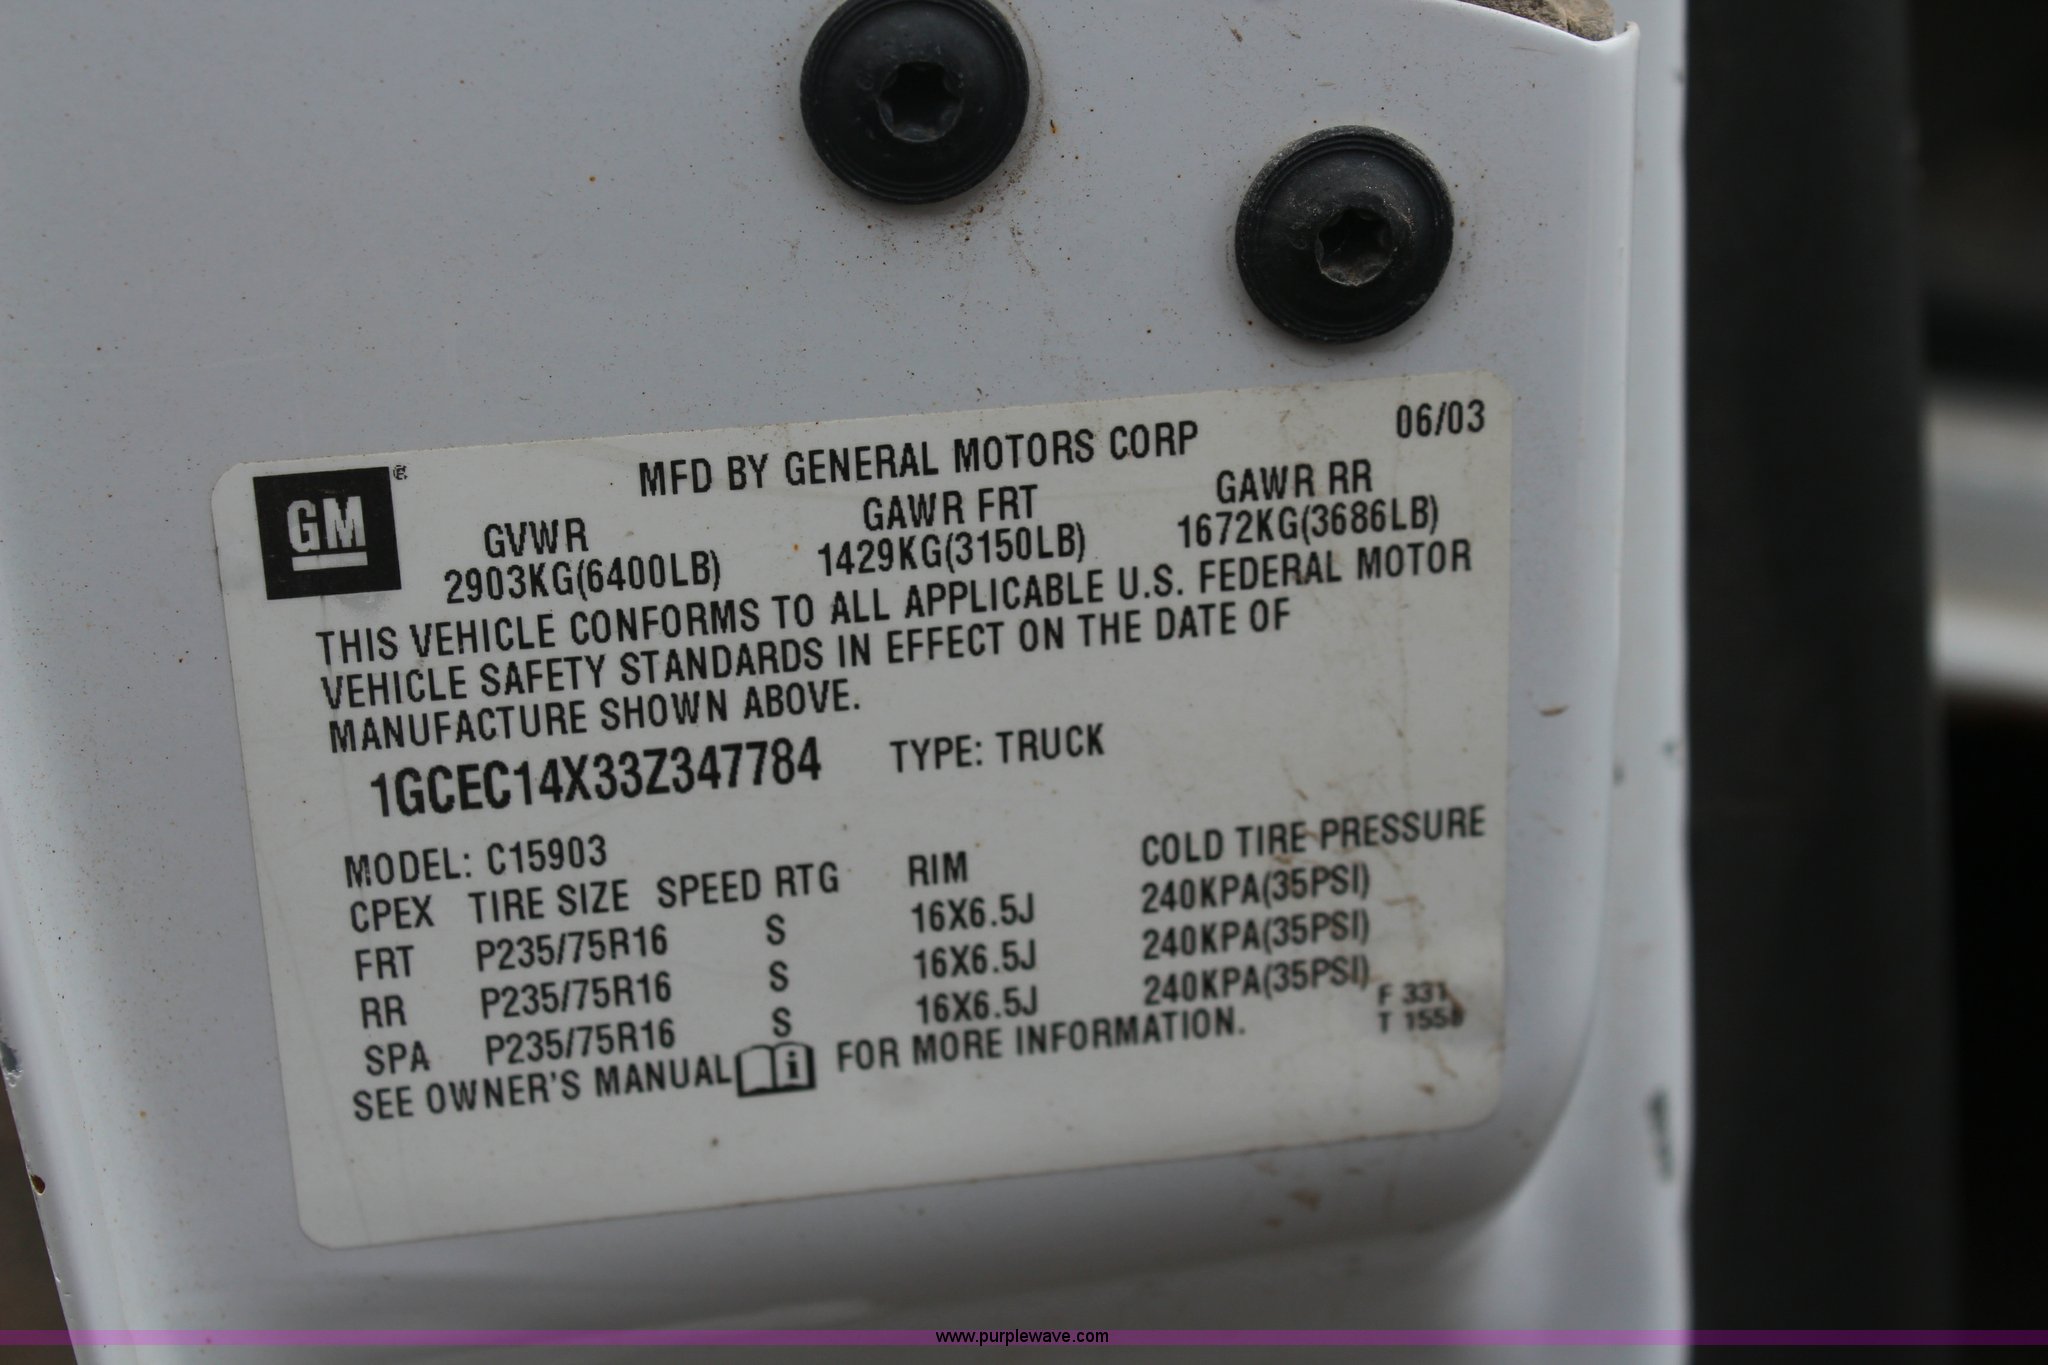 06/03
MFD BY GENERAL MOTORS CORP
GM ®
GVWR GAWR FRT GAWR RR
2903KG(6400LB) 1429KG(3150LB) 1672KG(3686LB)
THIS VEHICLE CONFORMS TO ALL APPLICABLE U.S. FEDERAL MOTOR
VEHICLE SAFETY STANDARDS IN EFFECT ON THE DATE OF
MANUFACTURE SHOWN ABOVE.
1GCEC14X33Z347784 TYPE: TRUCK
MODEL: C15903
CPEX TIRE SIZE SPEED RTG RIM COLD TIRE PRESSURE
FRT P235/75R16 S 16X6.5J 240KPA(35PSI)
RR P235/75R16 S 16X6.5J 240KPA(35PSI)
SPA P235/75R16 S 16X6.5J 240KPA(35PSI)
SEE OWNER'S MANUAL i FOR MORE INFORMATION.
F 331
T
www.purplewave.com